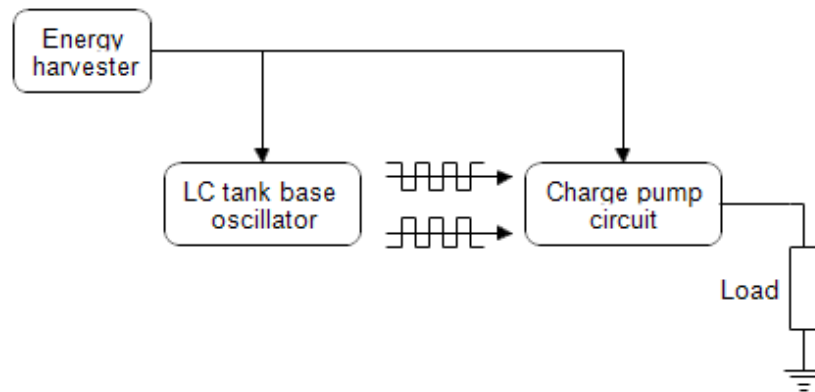 Energy
harvester
LC tank base
oscillator
Charge pump
circuit
Load